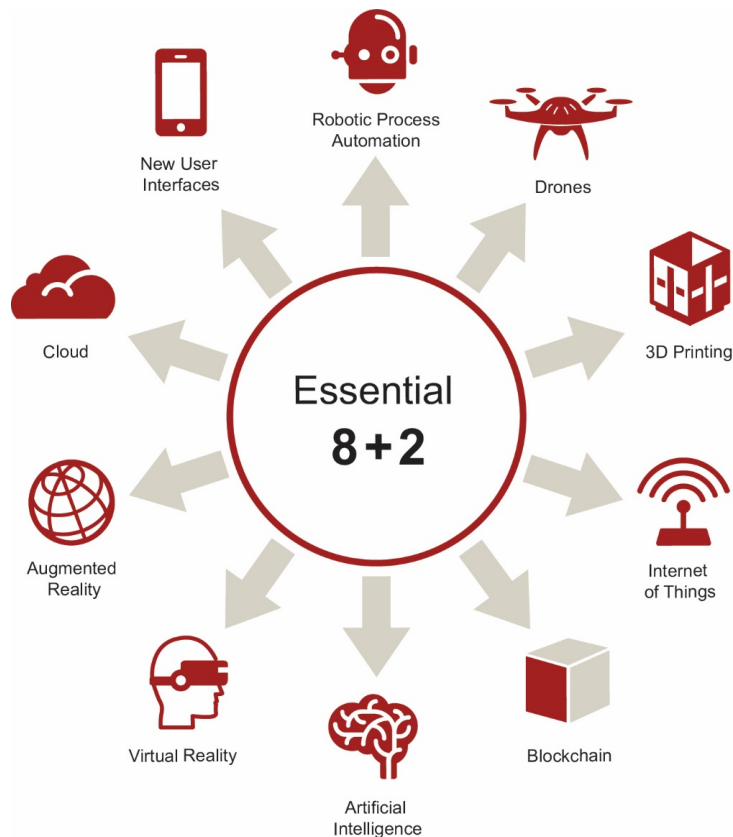 Robotic Process
Automation
New User
Interfaces
Drones
Cloud
3D Printing
Essential
8+2
Augmented
Reality
Internet
of Things
Virtual Reality
Blockchain
Artificial
Intelligence